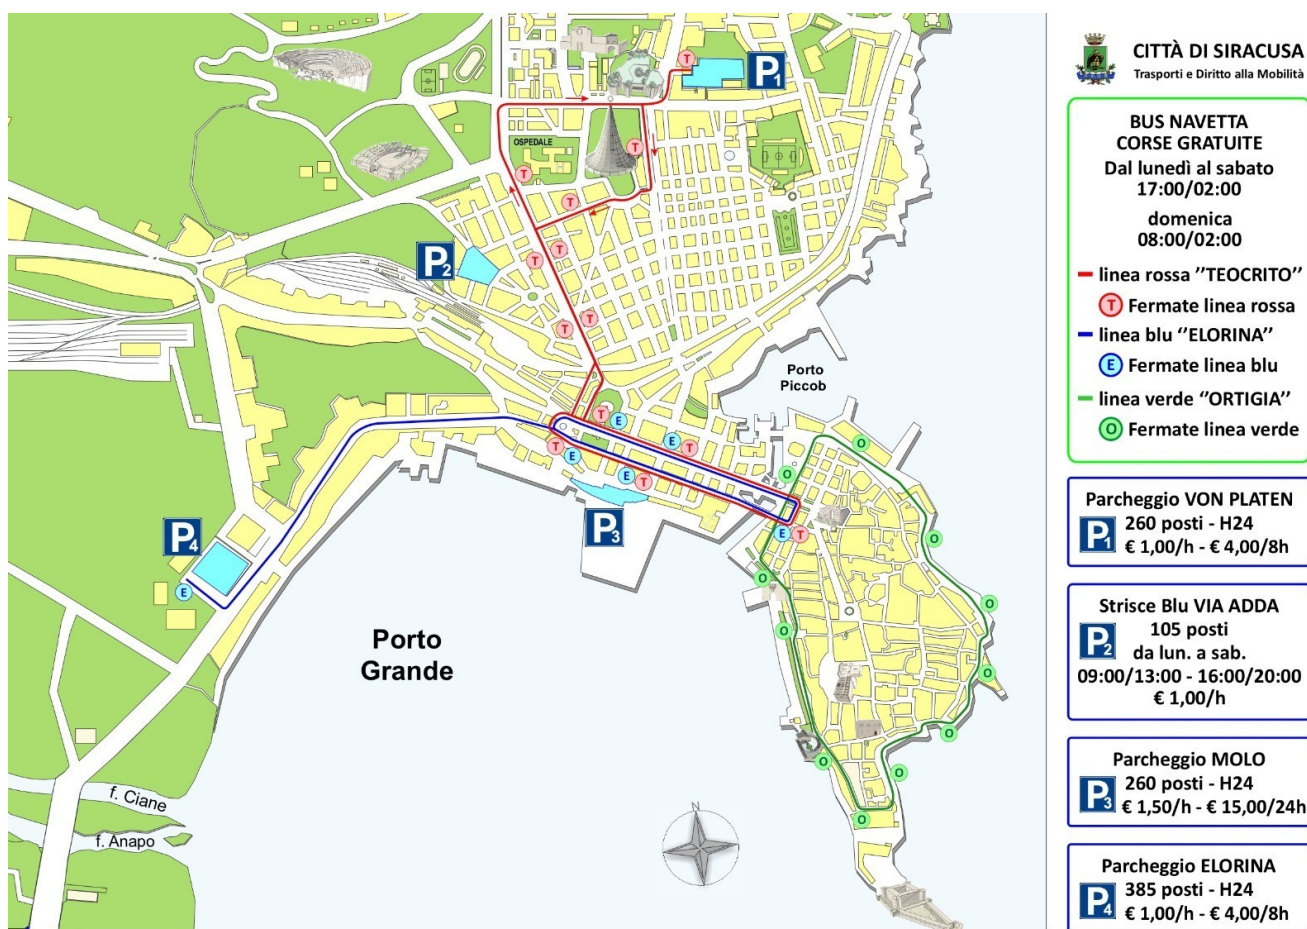 CITTÀ DI SIRACUSA
Trasporti e Diritto alla Mobilità
BUS NAVETTA
CORSE GRATUITE
Dal lunedì al sabato
17:00/02:00
domenica
08:00/02:00
linea rossa ’’TEOCRITO’’
T Fermate linea rossa
linea blu ‘’ELORINA’’
E Fermate linea blu
linea verde ‘’ORTIGIA’’
O Fermate linea verde
Parcheggio VON PLATEN
P1 260 posti - H24
€ 1,00/h - € 4,00/8h
Strisce Blu VIA ADDA
P2 105 posti
da lun. a sab.
09:00/13:00 - 16:00/20:00
€ 1,00/h
Parcheggio MOLO
P3 260 posti - H24
€ 1,50/h - € 15,00/24h
Parcheggio ELORINA
P4 385 posti - H24
€ 1,00/h - € 4,00/8h
T
P1
OSPEDALE
T
T
T
T
T
P2
T
T
Porto
Piccob
T
E
E
T
T
E
E
T
P3
E
T
P4
E
O
O
O
O
O
O
O
O
O
O
O
O
Porto
Grande
N
f. Ciane
f. Anapo